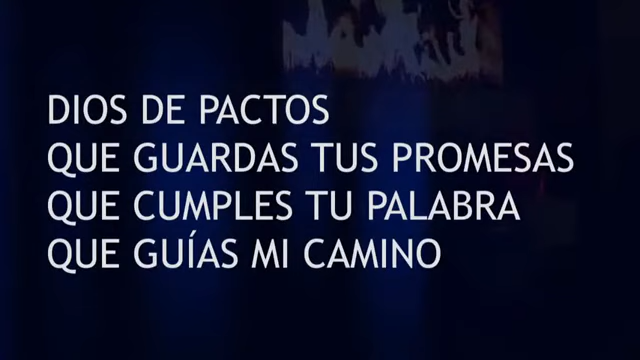 DIOS DE PACTOS
QUE GUARDAS TUS PROMESAS
QUE CUMPLES TU PALABRA
QUE GUÍAS MI CAMINO